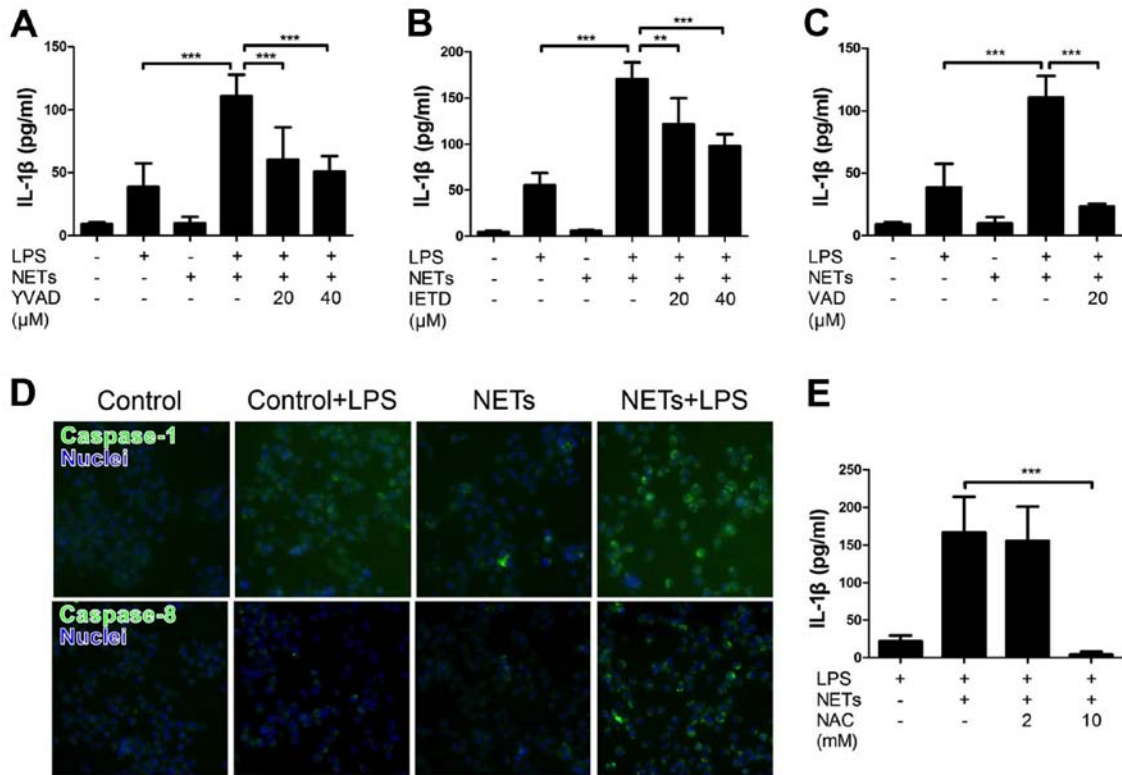 A
IL-1β (pg/ml)
150
100
50
0
***
***
***
LPS - + - + + +
NETs - - + + + +
YVAD - - - - 20 40
(µM)
B
IL-1β (pg/ml)
200
150
100
50
0
***
***
**
LPS - + - + + +
NETs - - + + + +
IETD - - - - 20 40
(µM)
C
IL-1β (pg/ml)
150
100
50
0
***
***
LPS - + - + +
NETs - - + + +
VAD - - - - 20
(µM)
D
Control Control+LPS NETs NETs+LPS
Caspase-1
Nuclei
Caspase-8
Nuclei
E
IL-1β (pg/ml)
250
200
150
100
50
0
***
LPS + + + +
NETs - + + +
NAC - - 2 10
(mM)